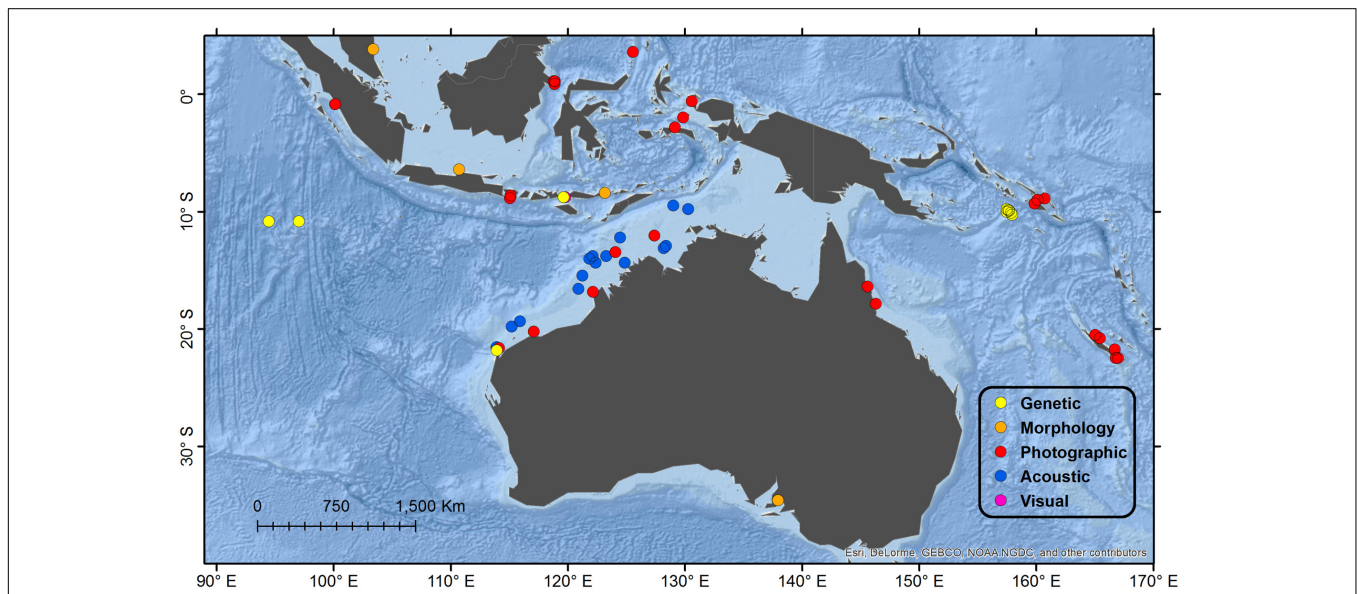 0°
10° S
20° S
30° S
Genetic
Morphology
Photographic
Acoustic
Visual
0 750 1,500 Km
Esri, DeLorme, GEBCO, NOAA NGDC, and other contributors
90° E 100° E 110° E 120° E 130° E 140° E 150° E 160° E 170° E